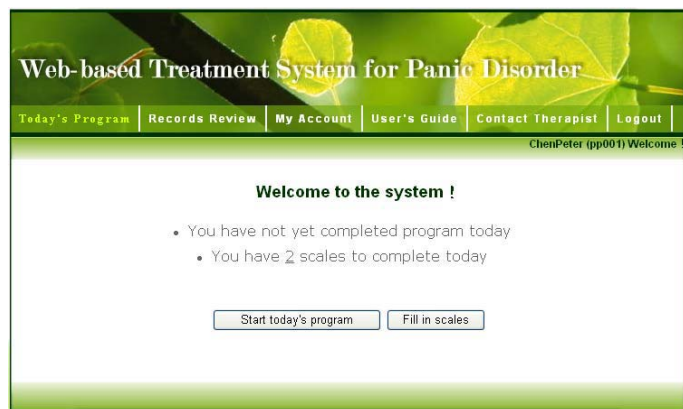 Web-based Treatment System for Panic Disorder
Today's Program Records Review My Account User's Guide Contact Therapist Logout
ChenPeter (pp001) Welcome !
Welcome to the system !
• You have not yet completed program today
• You have 2 scales to complete today
Start today's program Fill in scales